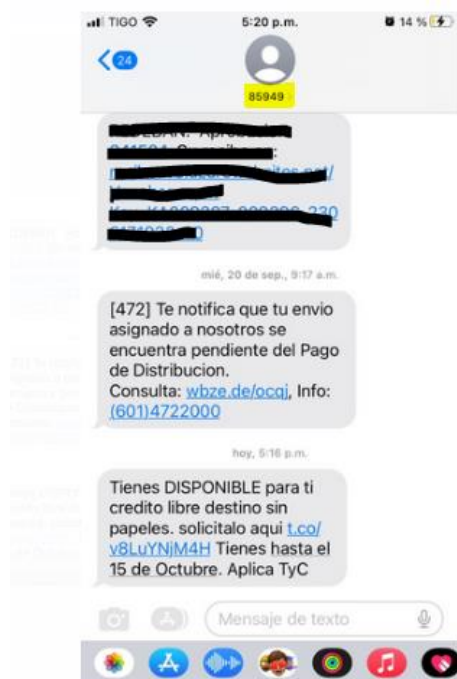 TIGO 5:20 p.m. 14 %
24
85949
mié, 20 de sep., 9:17 a.m.
[472] Te notifica que tu envio
asignado a nosotros se
encuentra pendiente del Pago
de Distribucion.
Consulta: wbze.de/ocqj, Info:
(601)4722000
hoy, 5:16 p.m.
Tienes DISPONIBLE para ti
credito libre destino sin
papeles. solicitalo aqui t.co/
v8LuYNjM4H Tienes hasta el
15 de Octubre. Aplica TyC
Mensaje de texto